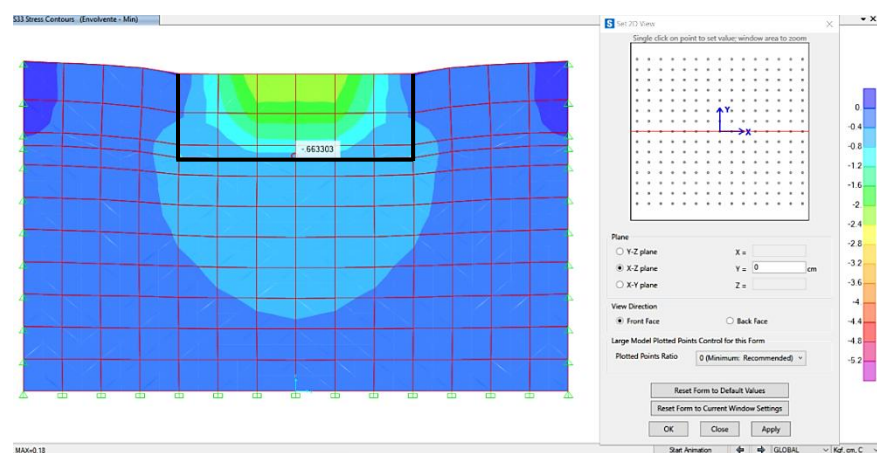 S33 Stress Contours (Envolvente - Min)
-.663303
Set 2D View
Single click on point to set value; window area to zoom
Y
X
Plane
Y-Z plane X =
X-Z plane Y = 0 cm
X-Y plane Z =
View Direction
Front Face Back Face
Large Model Plotted Points Control for this Form
Plotted Points Ratio 0 (Minimum: Recommended)
Reset Form to Default Values
Reset Form to Current Window Settings
OK Close Apply
0
-0.4
-0.8
-1.2
-1.6
-2
-2.4
-2.8
-3.2
-3.6
-4
-4.4
-4.8
-5.2
MAX=0.18
Start Animation GLOBAL Kgf, cm, C